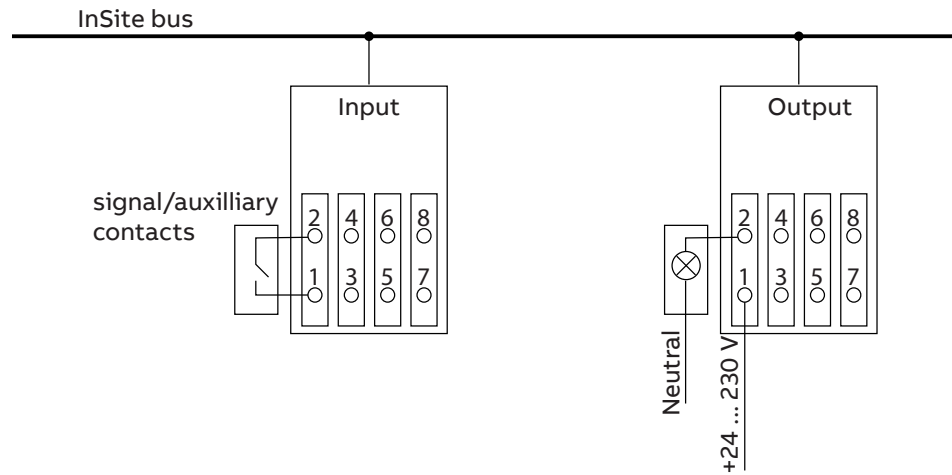 InSite bus
Input
Output
signal/auxilliary
contacts
2 4 6 8
1 3 5 7
2 4 6 8
1 3 5 7
Neutral
+24 ... 230 V